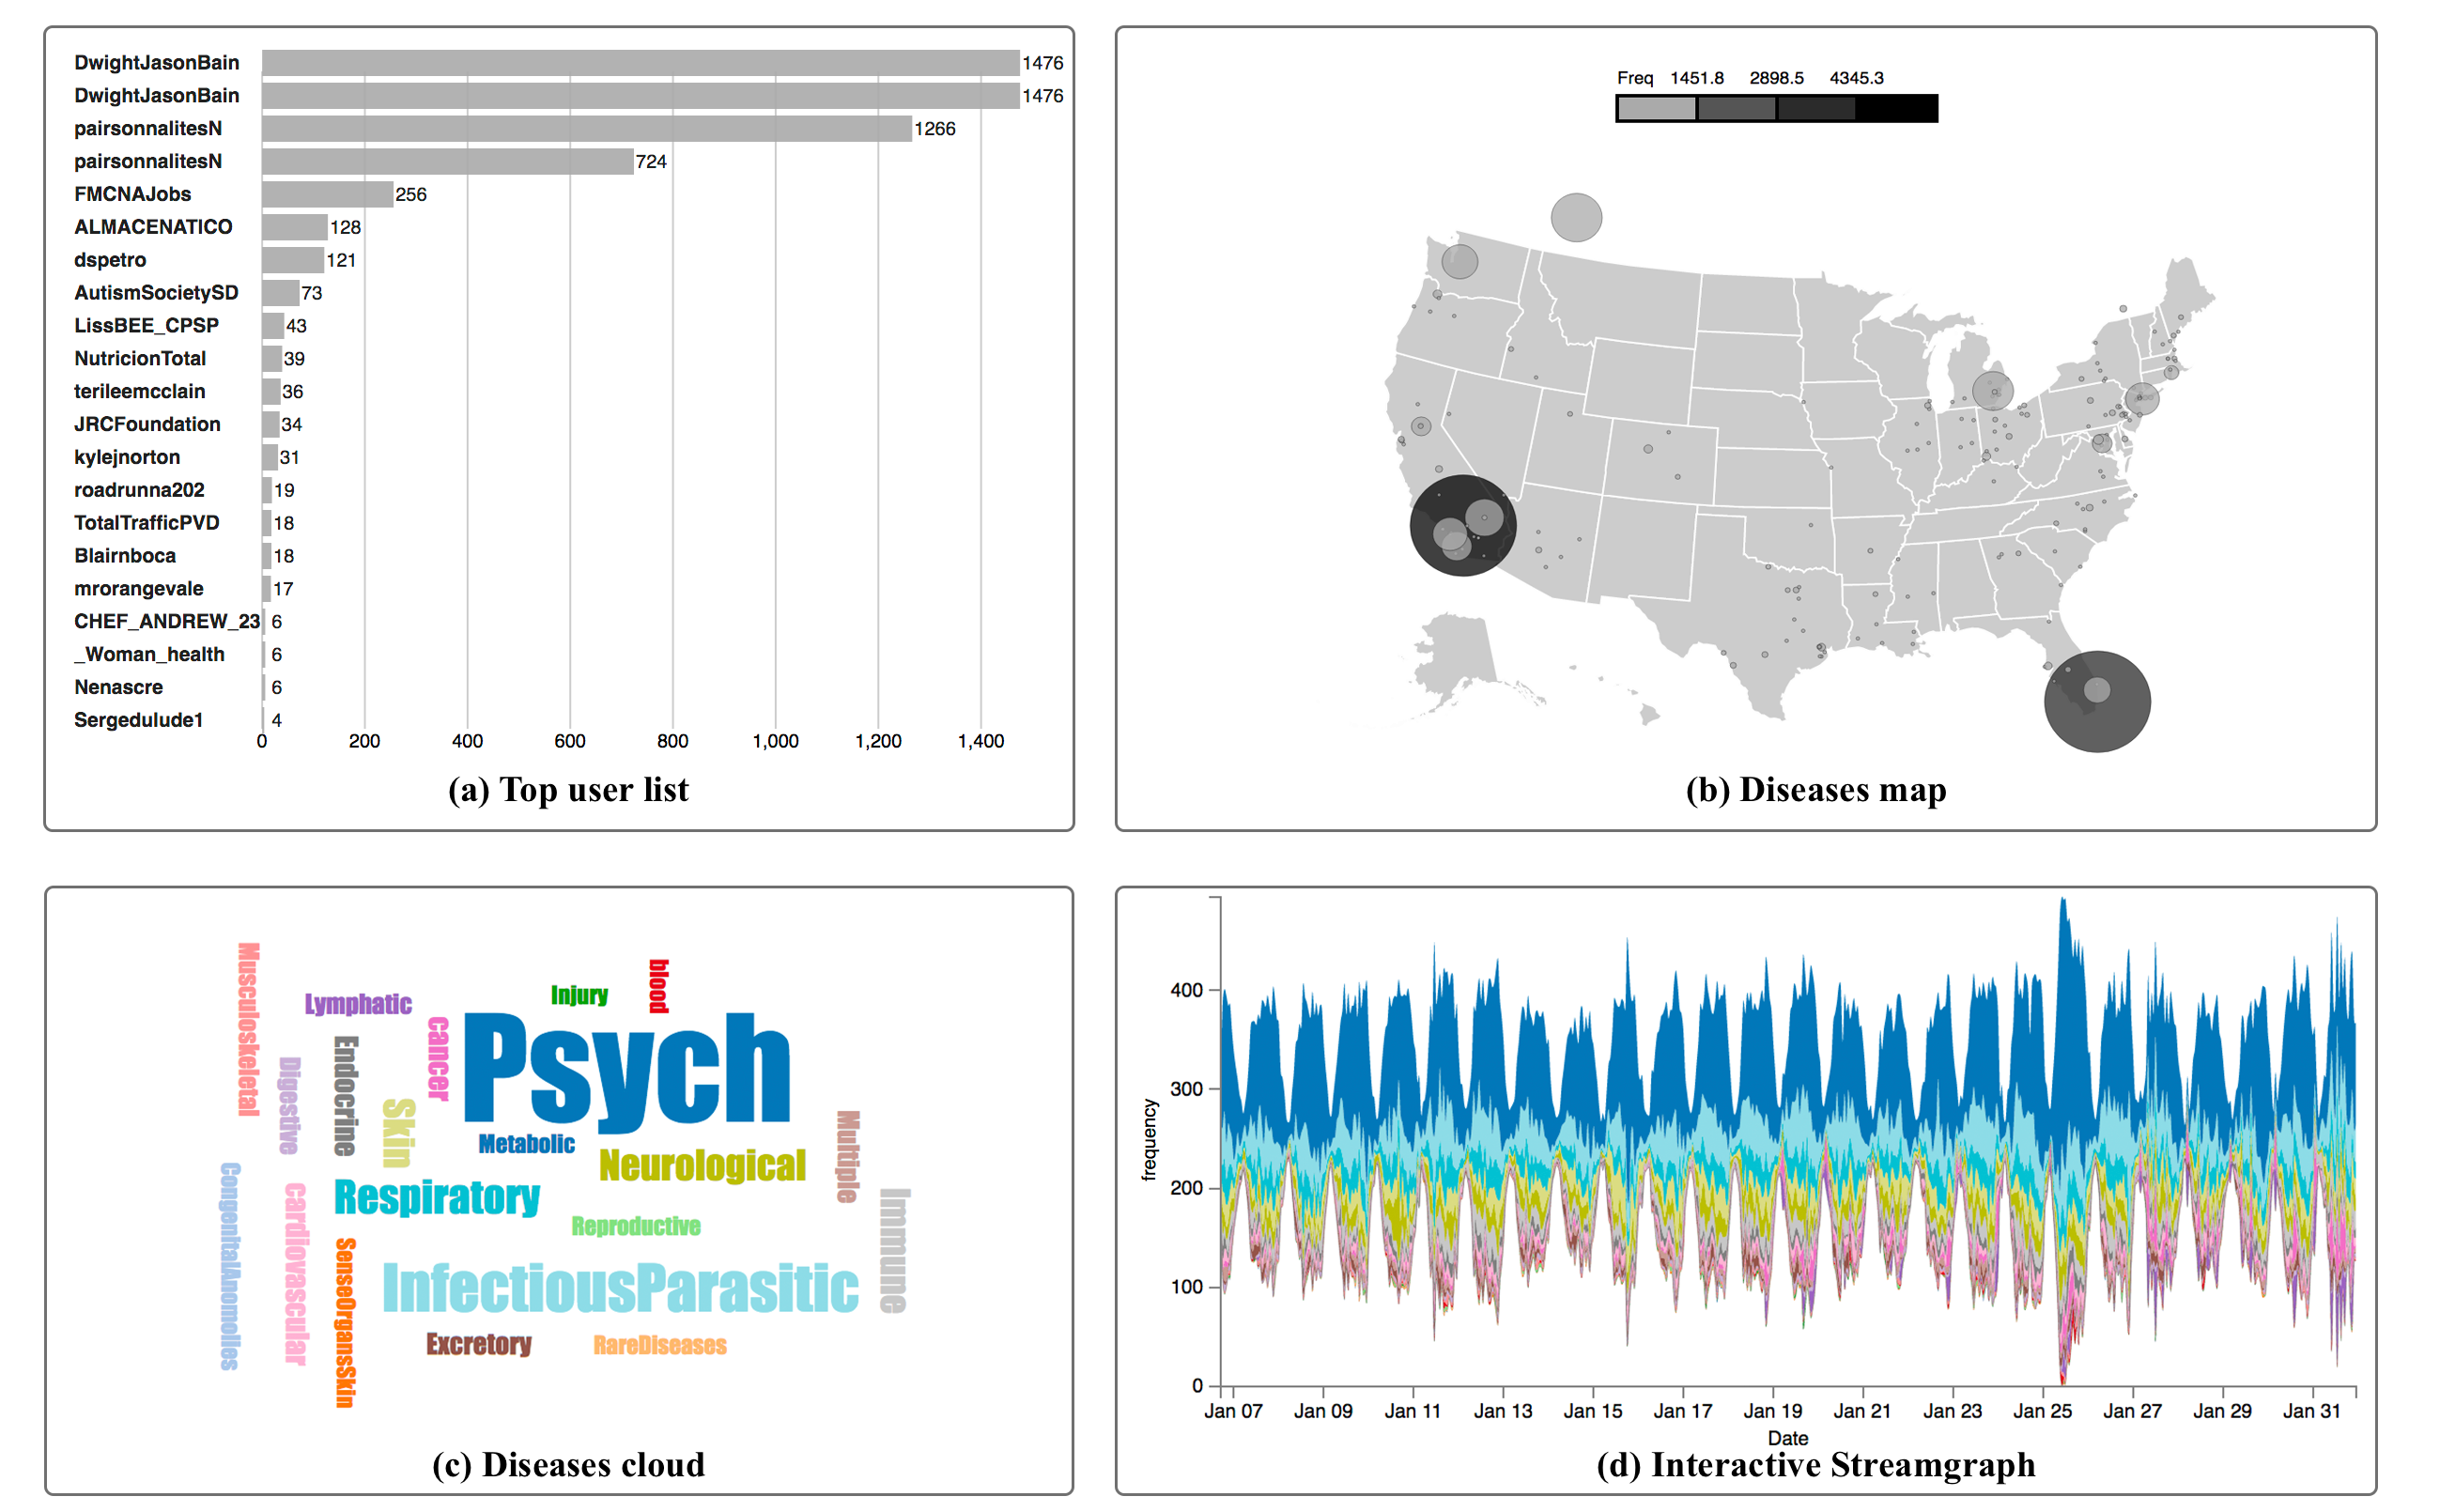 DwightJasonBain 1476
DwightJasonBain 1476
pairsonnalitesN 1266
pairsonnalitesN 724
FMCNAJobs 256
ALMACENATICO 128
dspetro 121
AutismSocietySD 73
LissBEE_CPSP 43
NutricionTotal 39
terileemcclain 36
JRCFoundation 34
kylejnorton 31
roadrunna202 19
TotalTrafficPVD 18
Blairnboca 18
mrorangevale 17
CHEF_ANDREW_23 6
_Woman_health 6
Nenascre 6
Sergedulude1 4
0 200 400 600 800 1,000 1,200 1,400
(a) Top user list
Freq 1451.8 2898.5 4345.3
(b) Diseases map
Musculoskeletal
Lymphatic
Injury
blood
cancer
Psych
Endocrine
Digestive
Skin
Metabolic
Neurological
Multiple
CongenitalAnomolies
cardiovascular
Respiratory
Reproductive
Immune
SenseOrgansSkin
InfectiousParasitic
Excretory
RareDiseases
(c) Diseases cloud
frequency
400
300
200
100
0
Jan 07 Jan 09 Jan 11 Jan 13 Jan 15 Jan 17 Jan 19 Jan 21 Jan 23 Jan 25 Jan 27 Jan 29 Jan 31
Date
(d) Interactive Streamgraph